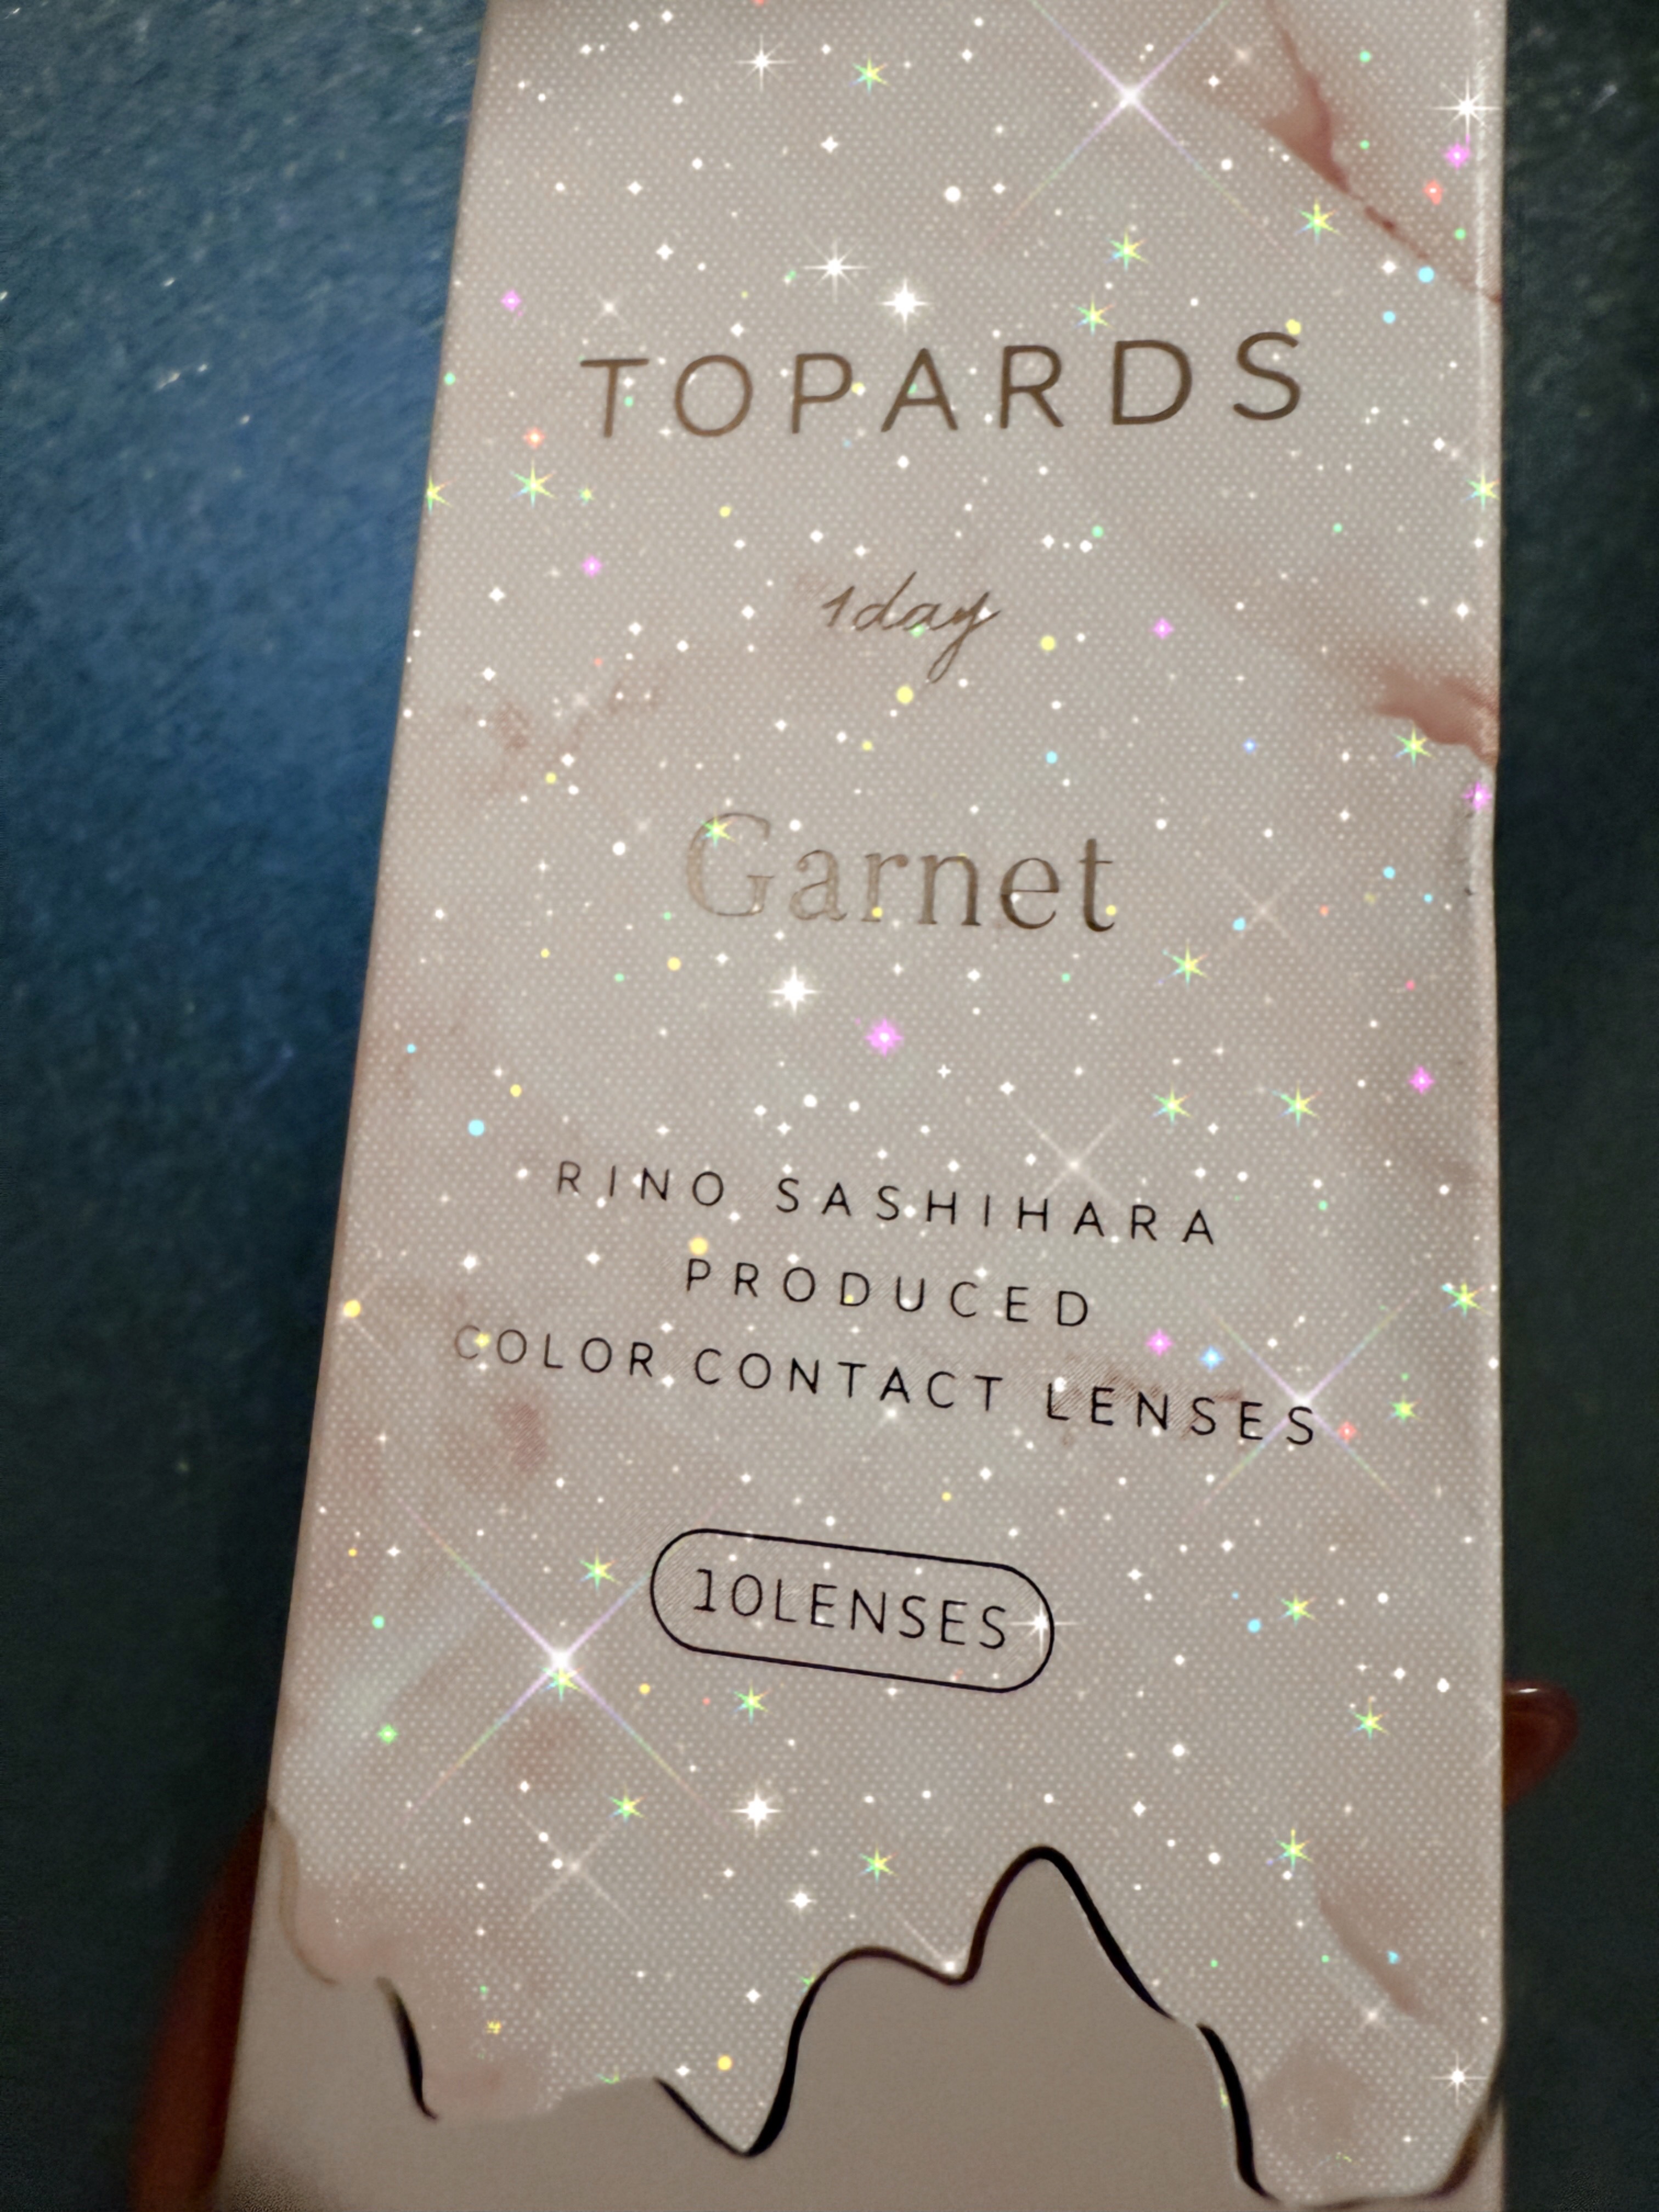 TOPARDS
1day
Garnet
RINO SASHIHARA
PRODUCED
COLOR CONTACT LENSES
10LENSES